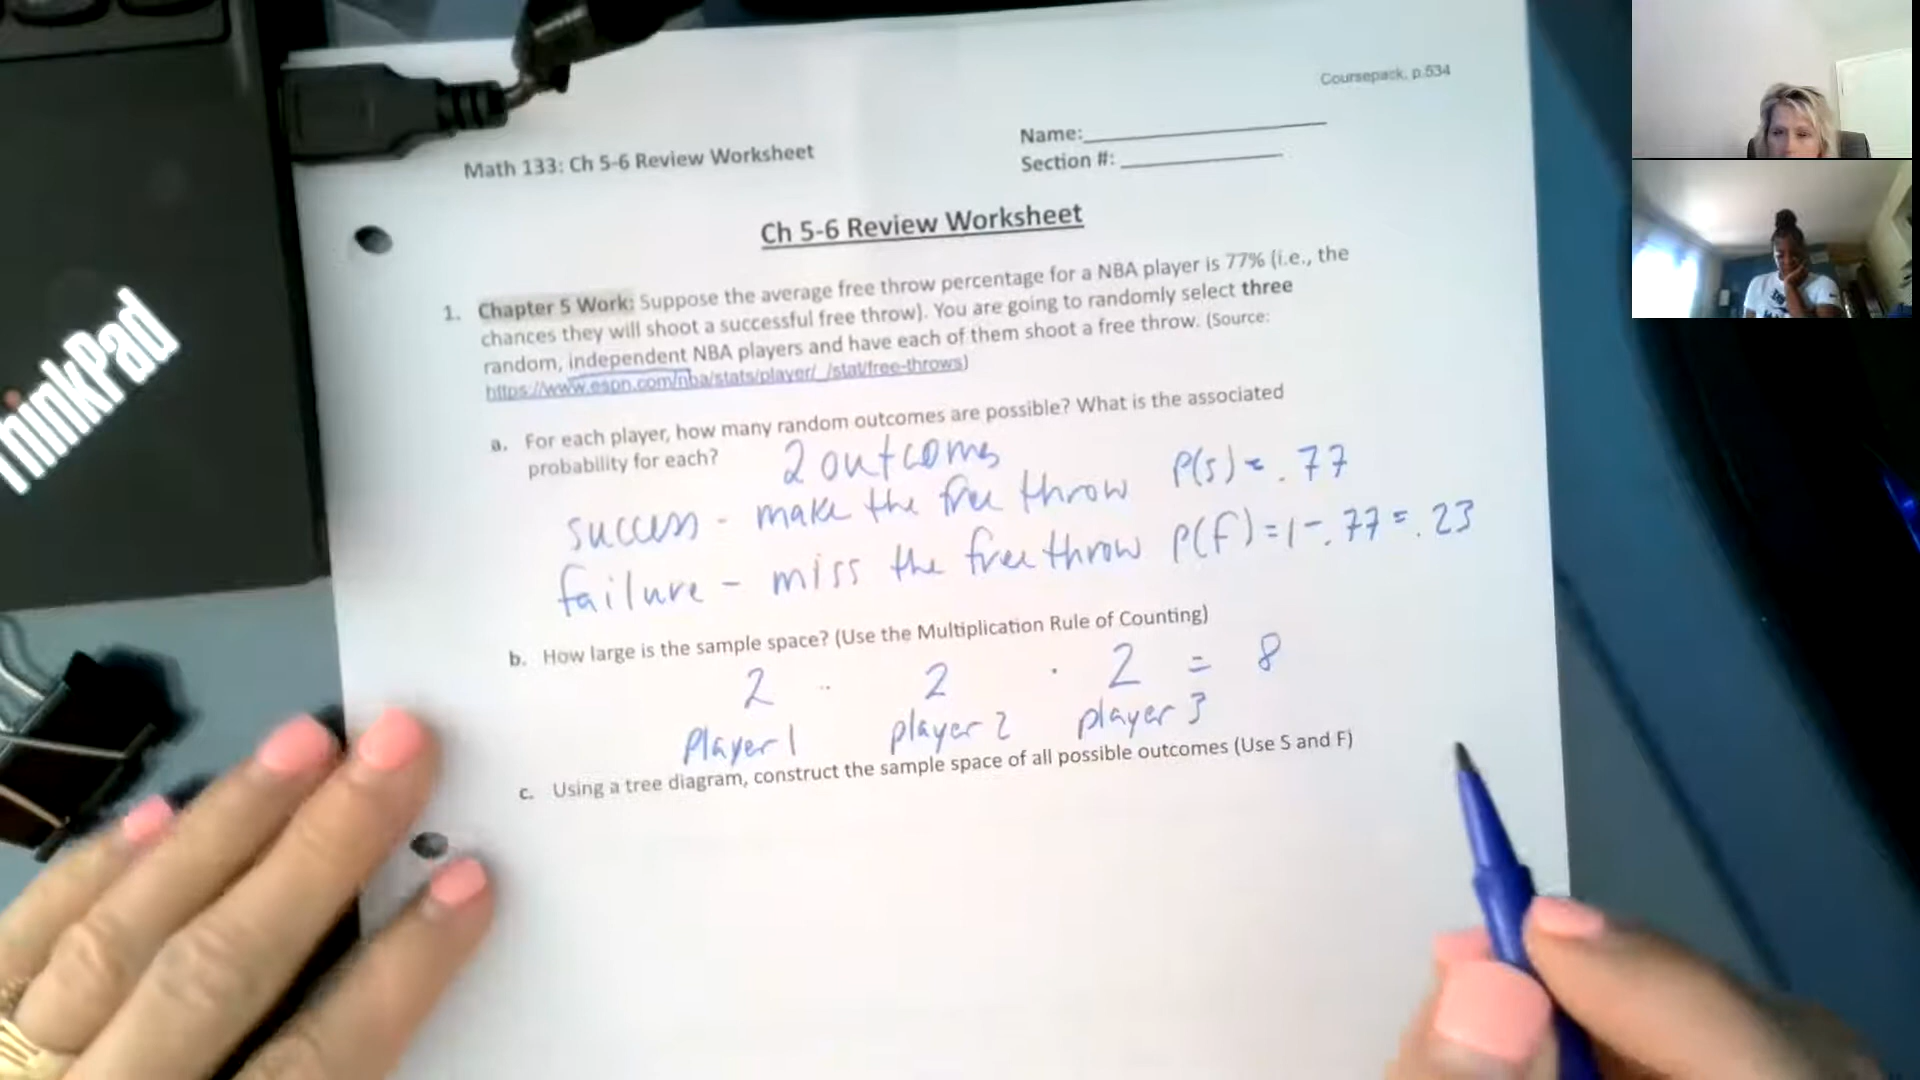 Coursepack, p.534
Math 133: Ch 5-6 Review Worksheet
Name:
Section #:
Ch 5-6 Review Worksheet
1. Chapter 5 Work: Suppose the average free throw percentage for a NBA player is 77% (i.e., the
chances they will shoot a successful free throw). You are going to randomly select three
random, independent NBA players and have each of them shoot a free throw. (Source:
https://www.espn.com/nba/stats/player/_/stat/free-throws)
a. For each player, how many random outcomes are possible? What is the associated
probability for each? 2 outcomes
success - make the free throw P(S) = .77
failure - miss the free throw P(F) = 1 - .77 = .23
b. How large is the sample space? (Use the Multiplication Rule of Counting)
2 · 2 · 2 = 8
Player 1 player 2 player 3
c. Using a tree diagram, construct the sample space of all possible outcomes (Use S and F)
ThinkPad